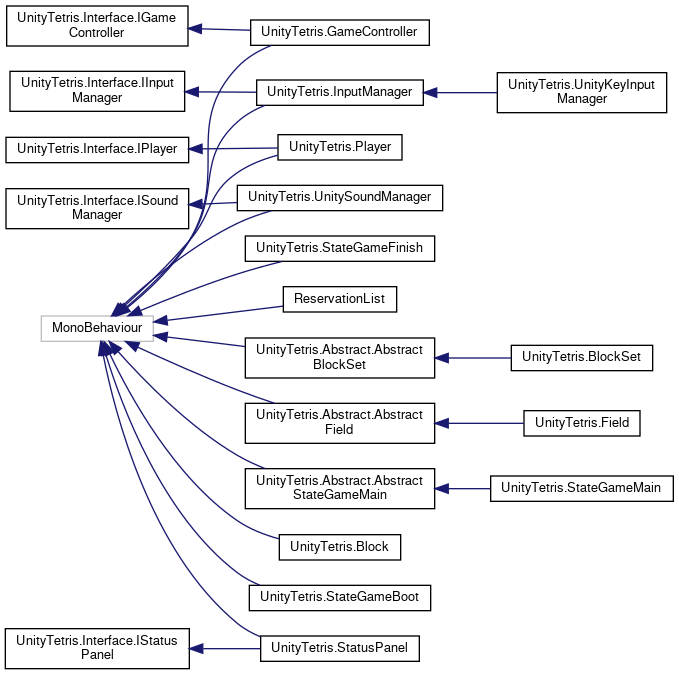 UnityTetris.Interface.IGame
Controller
UnityTetris.GameController
UnityTetris.Interface.IInput
Manager
UnityTetris.InputManager
UnityTetris.UnityKeyInput
Manager
UnityTetris.Interface.IPlayer
UnityTetris.Player
UnityTetris.Interface.ISound
Manager
UnityTetris.UnitySoundManager
UnityTetris.StateGameFinish
ReservationList
MonoBehaviour
UnityTetris.Abstract.Abstract
BlockSet
UnityTetris.BlockSet
UnityTetris.Abstract.Abstract
Field
UnityTetris.Field
UnityTetris.Abstract.Abstract
StateGameMain
UnityTetris.StateGameMain
UnityTetris.Block
UnityTetris.StateGameBoot
UnityTetris.Interface.IStatus
Panel
UnityTetris.StatusPanel